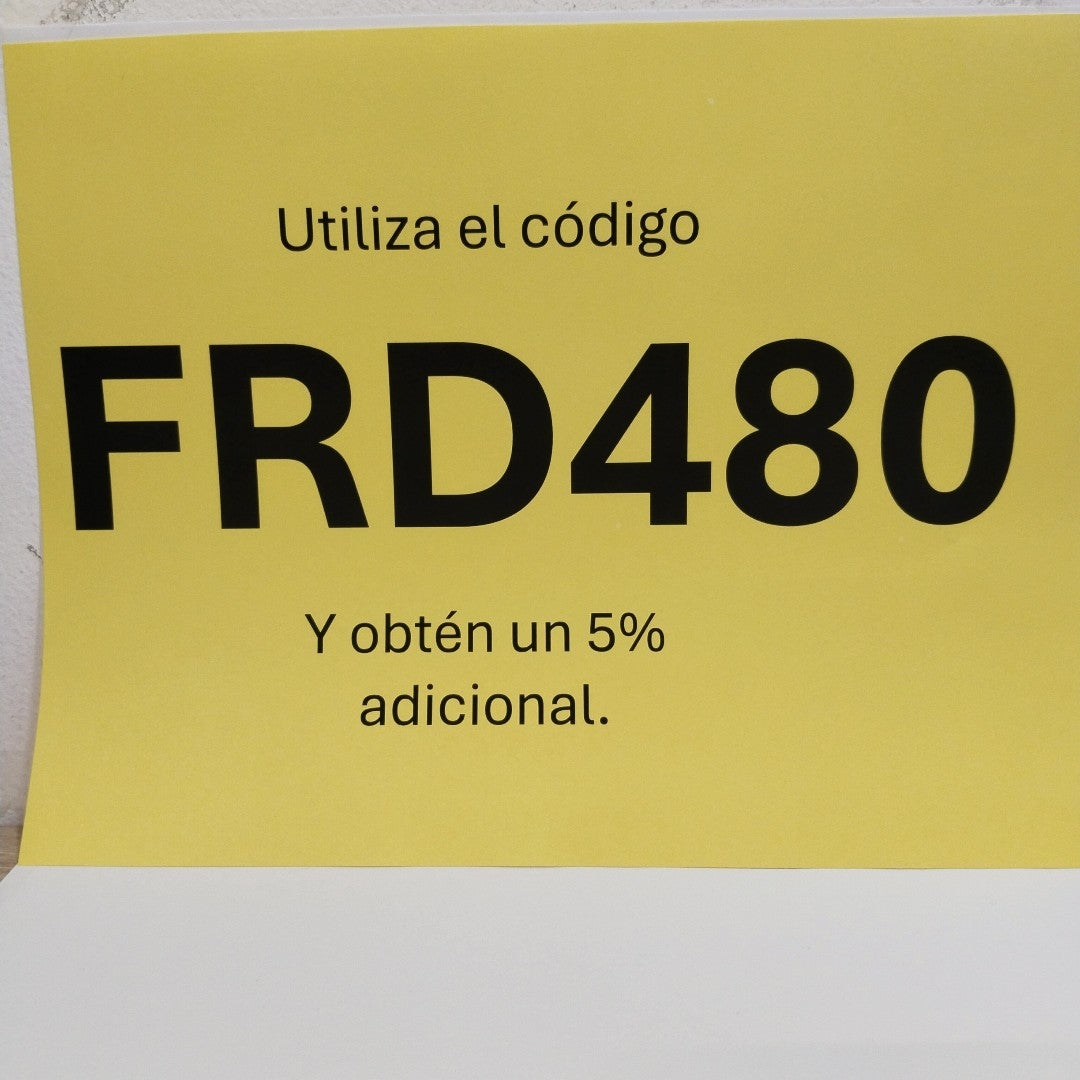 Utiliza el código
FRD480
Y obtén un 5%
adicional.